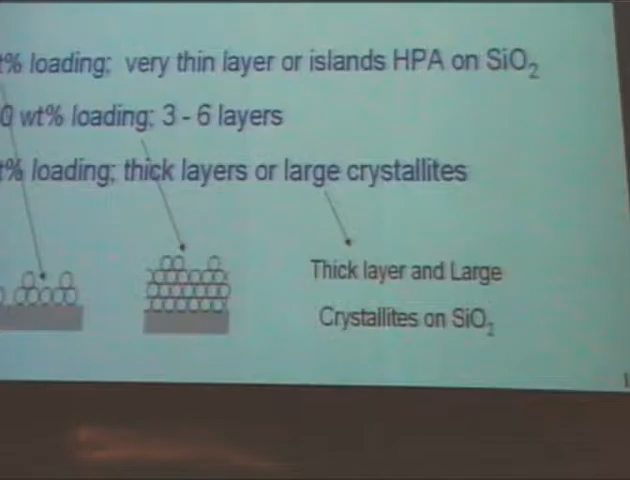 t% loading; very thin layer or islands HPA on SiO₂
0 wt% loading; 3 - 6 layers
t% loading; thick layers or large crystallites
Thick layer and Large
Crystallites on SiO₂